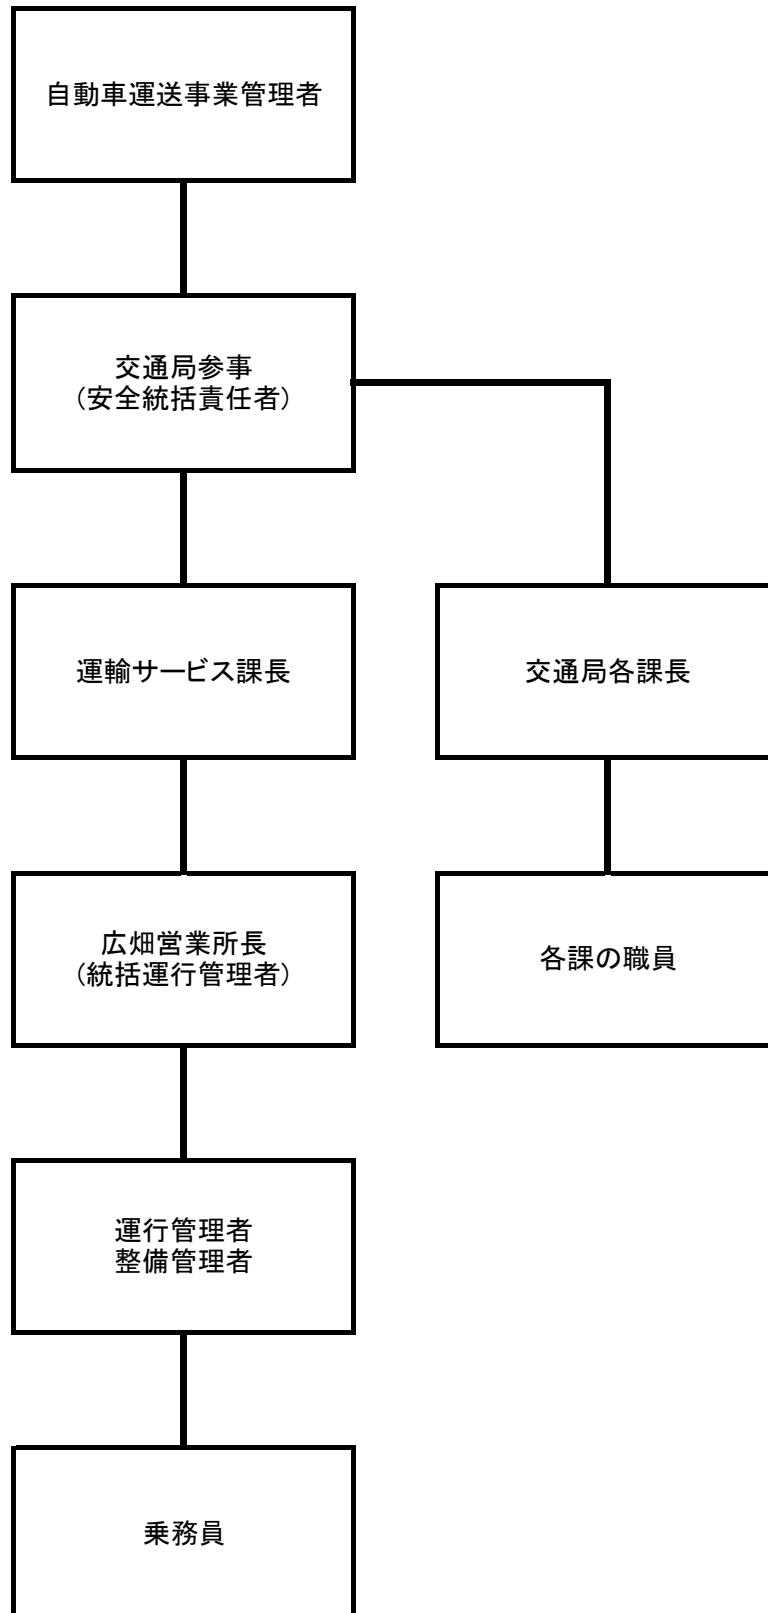 自動車運送事業管理者
交通局参事
（安全統括責任者）
運輸サービス課長
交通局各課長
広畑営業所長
（統括運行管理者）
各課の職員
運行管理者
整備管理者
乗務員